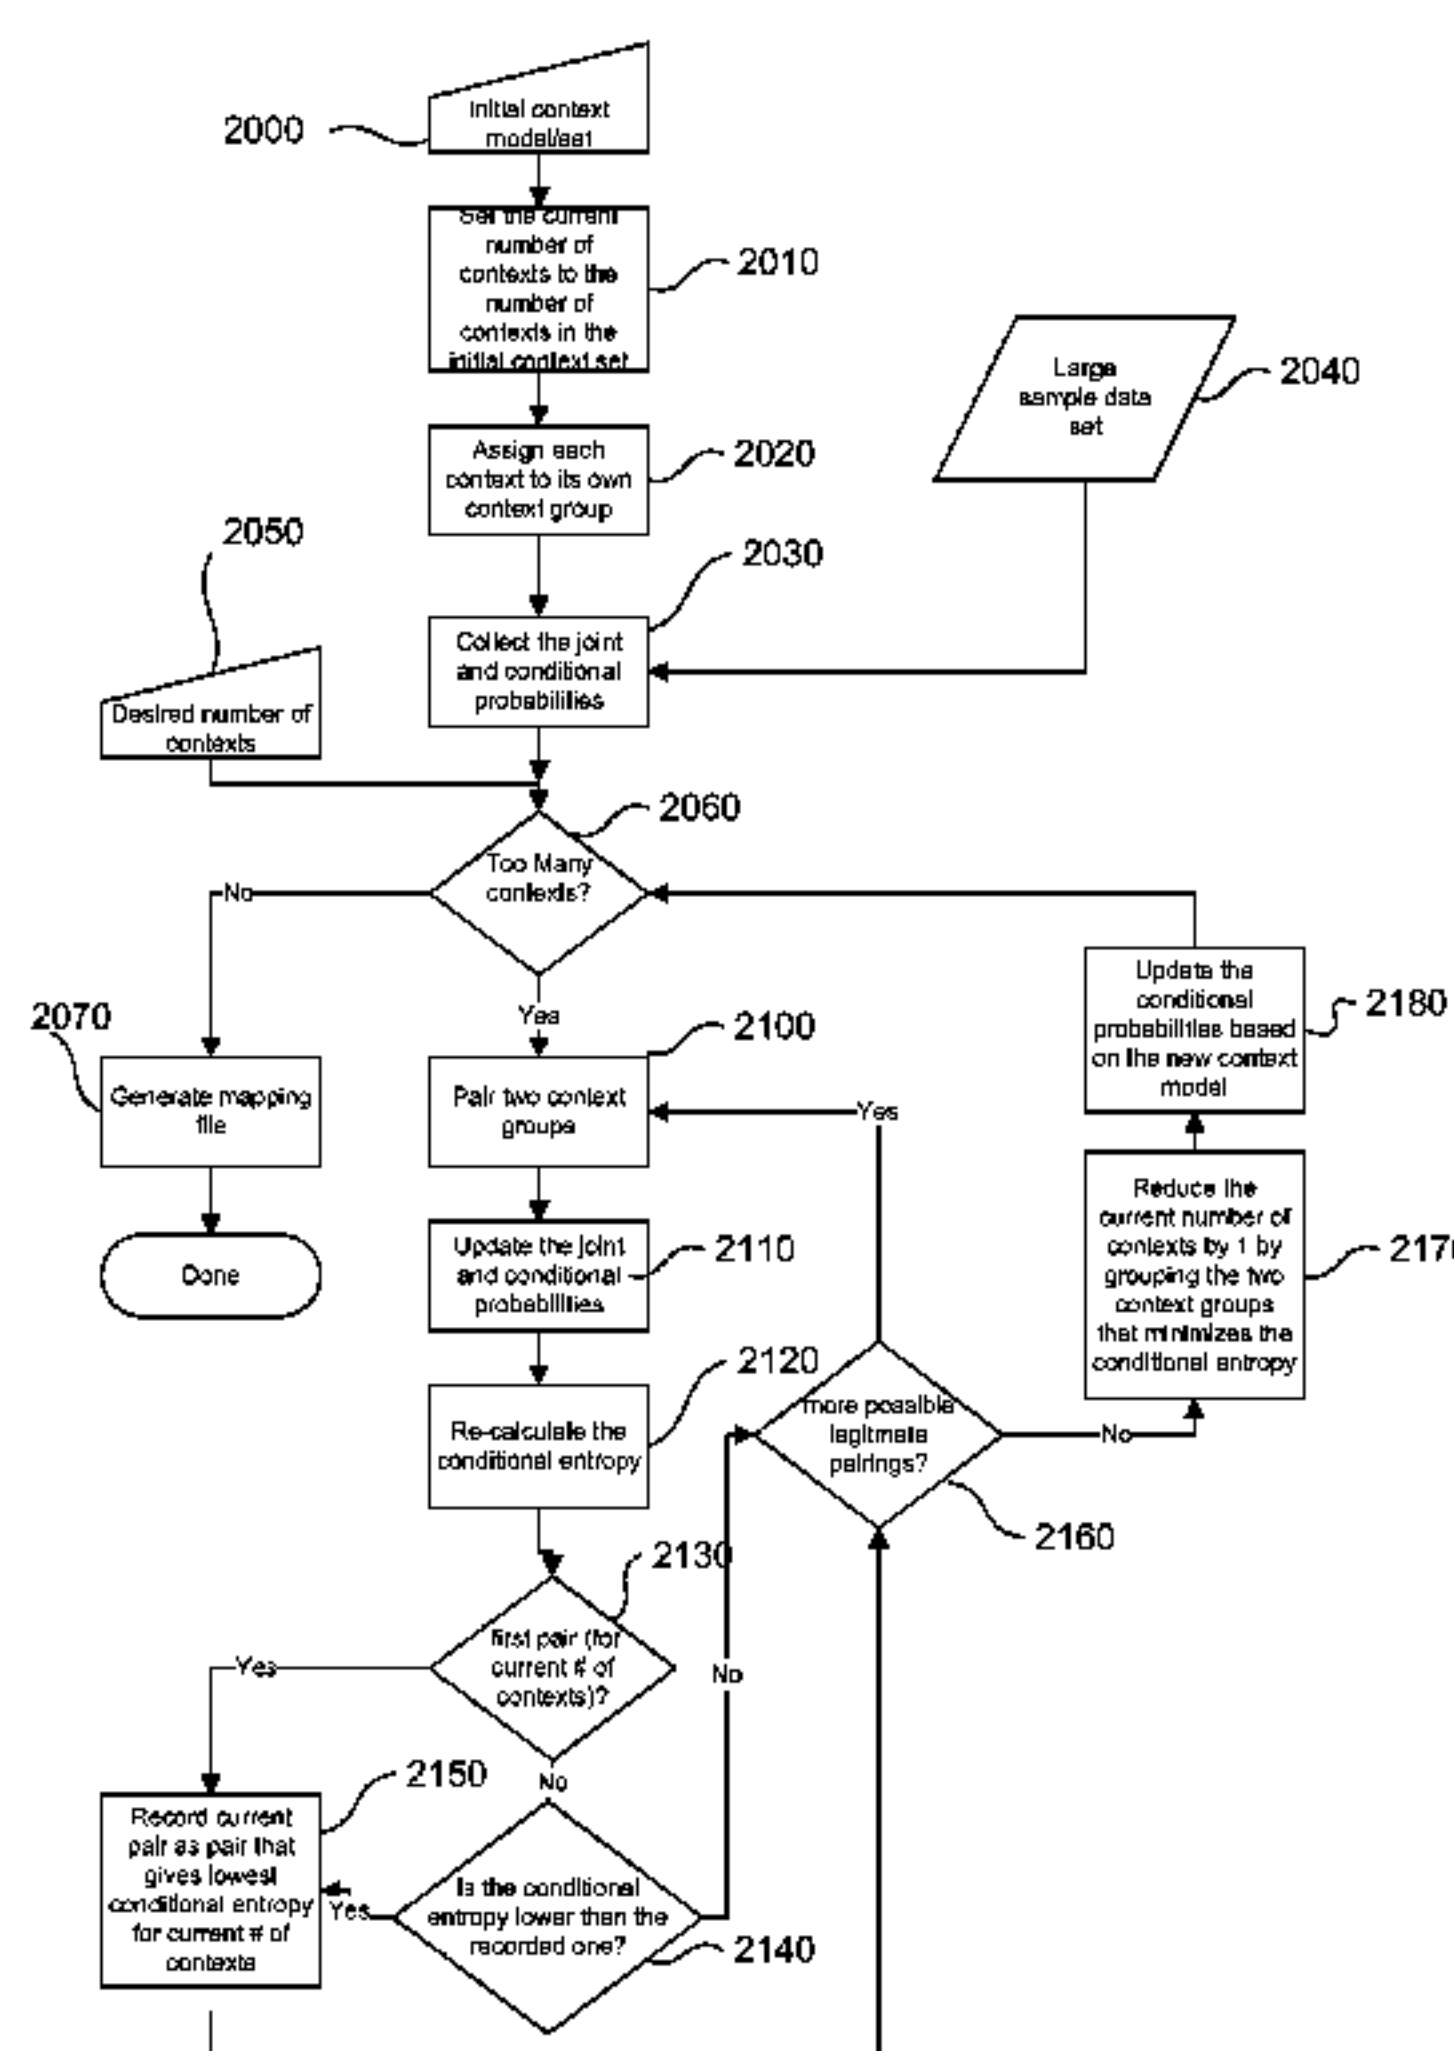 Initial context
model/set
2000
Set the current
number of
contexts to the
number of
contexts in the
initial context set
2010
Large
sample data
set
2040
Assign each
context to its own
context group
2020
2050
2030
Collect the joint
and conditional
probabilities
Desired number of
contexts
2060
Too Many
contexts?
No
Yes
2070
Generate mapping
file
Done
2100
Pair two context
groups
Yes
Update the
conditional
probabilities based
on the new context
model
2180
Update the joint
and conditional
probabilities
2110
Reduce the
current number of
contexts by 1 by
grouping the two
context groups
that minimizes the
conditional entropy
217
2120
Re-calculate the
conditional entropy
more possible
legitmate
pairings?
No
2160
2130
first pair (for
current # of
contexts)?
Yes
No
No
2150
Record current
pair as pair that
gives lowest
conditional entropy
for current # of
contexts
Yes
Is the conditional
entropy lower than the
recorded one?
2140